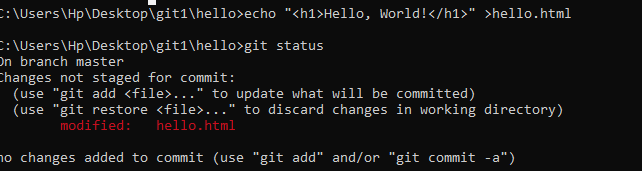 C:\Users\Hp\Desktop\git1\hello>echo "<h1>Hello, World!</h1>" >hello.html
C:\Users\Hp\Desktop\git1\hello>git status
On branch master
Changes not staged for commit:
(use "git add <file>..." to update what will be committed)
(use "git restore <file>..." to discard changes in working directory)
modified: hello.html
no changes added to commit (use "git add" and/or "git commit -a")